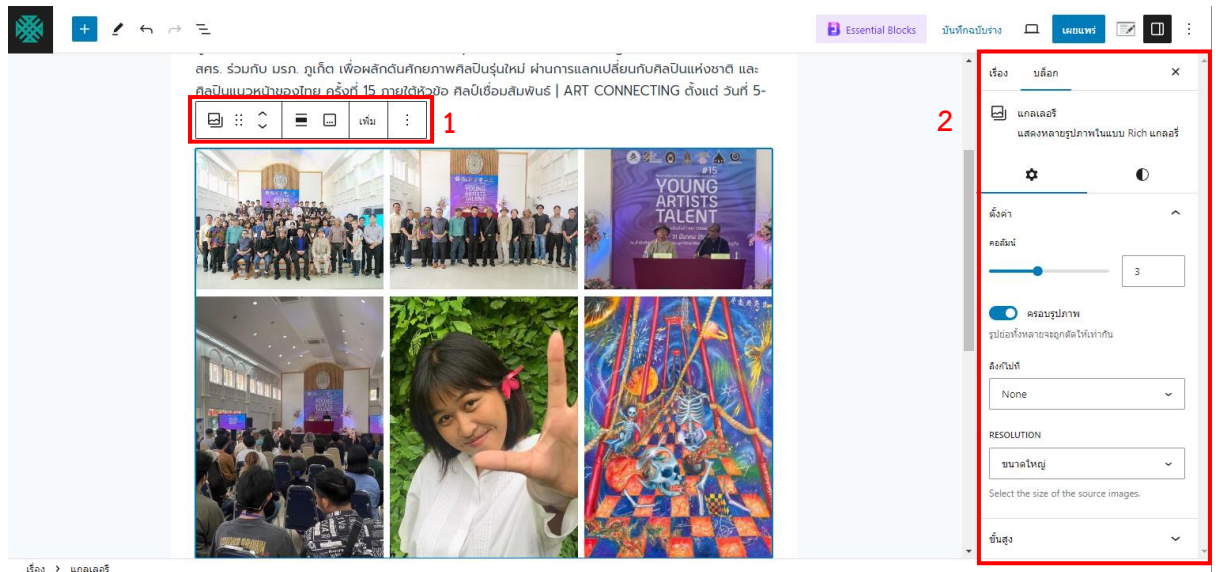 Essential Blocks
บันทึกฉบับร่าง
เผยแพร่
สศร. ร่วมกับ มรภ. ภูเก็ต เพื่อผลักดันศักยภาพศิลปินรุ่นใหม่ ผ่านการแลกเปลี่ยนกับศิลปินแห่งชาติ และ
ศิลปินแนวหน้าของไทย ครั้งที่ 15 ภายใต้หัวข้อ ศิลป์เชื่อมสัมพันธ์ | ART CONNECTING ตั้งแต่ วันที่ 5-
เพิ่ม
1
YOUNG
ARTISTS
TALENT
#15
YOUNG
ARTISTS
TALENT
2
เรื่อง บล็อก
แกลเลอรี
แสดงหลายรูปภาพในแบบ Rich แกลอรี่
ตั้งค่า
คอลัมน์
3
ครอบรูปภาพ
รูปย่อทั้งหลายจะถูกตัดให้เท่ากัน
ลิงก์ไปที่
None
RESOLUTION
ขนาดใหญ่
Select the size of the source images.
ขั้นสูง
เรื่อง > แกลเลอรี